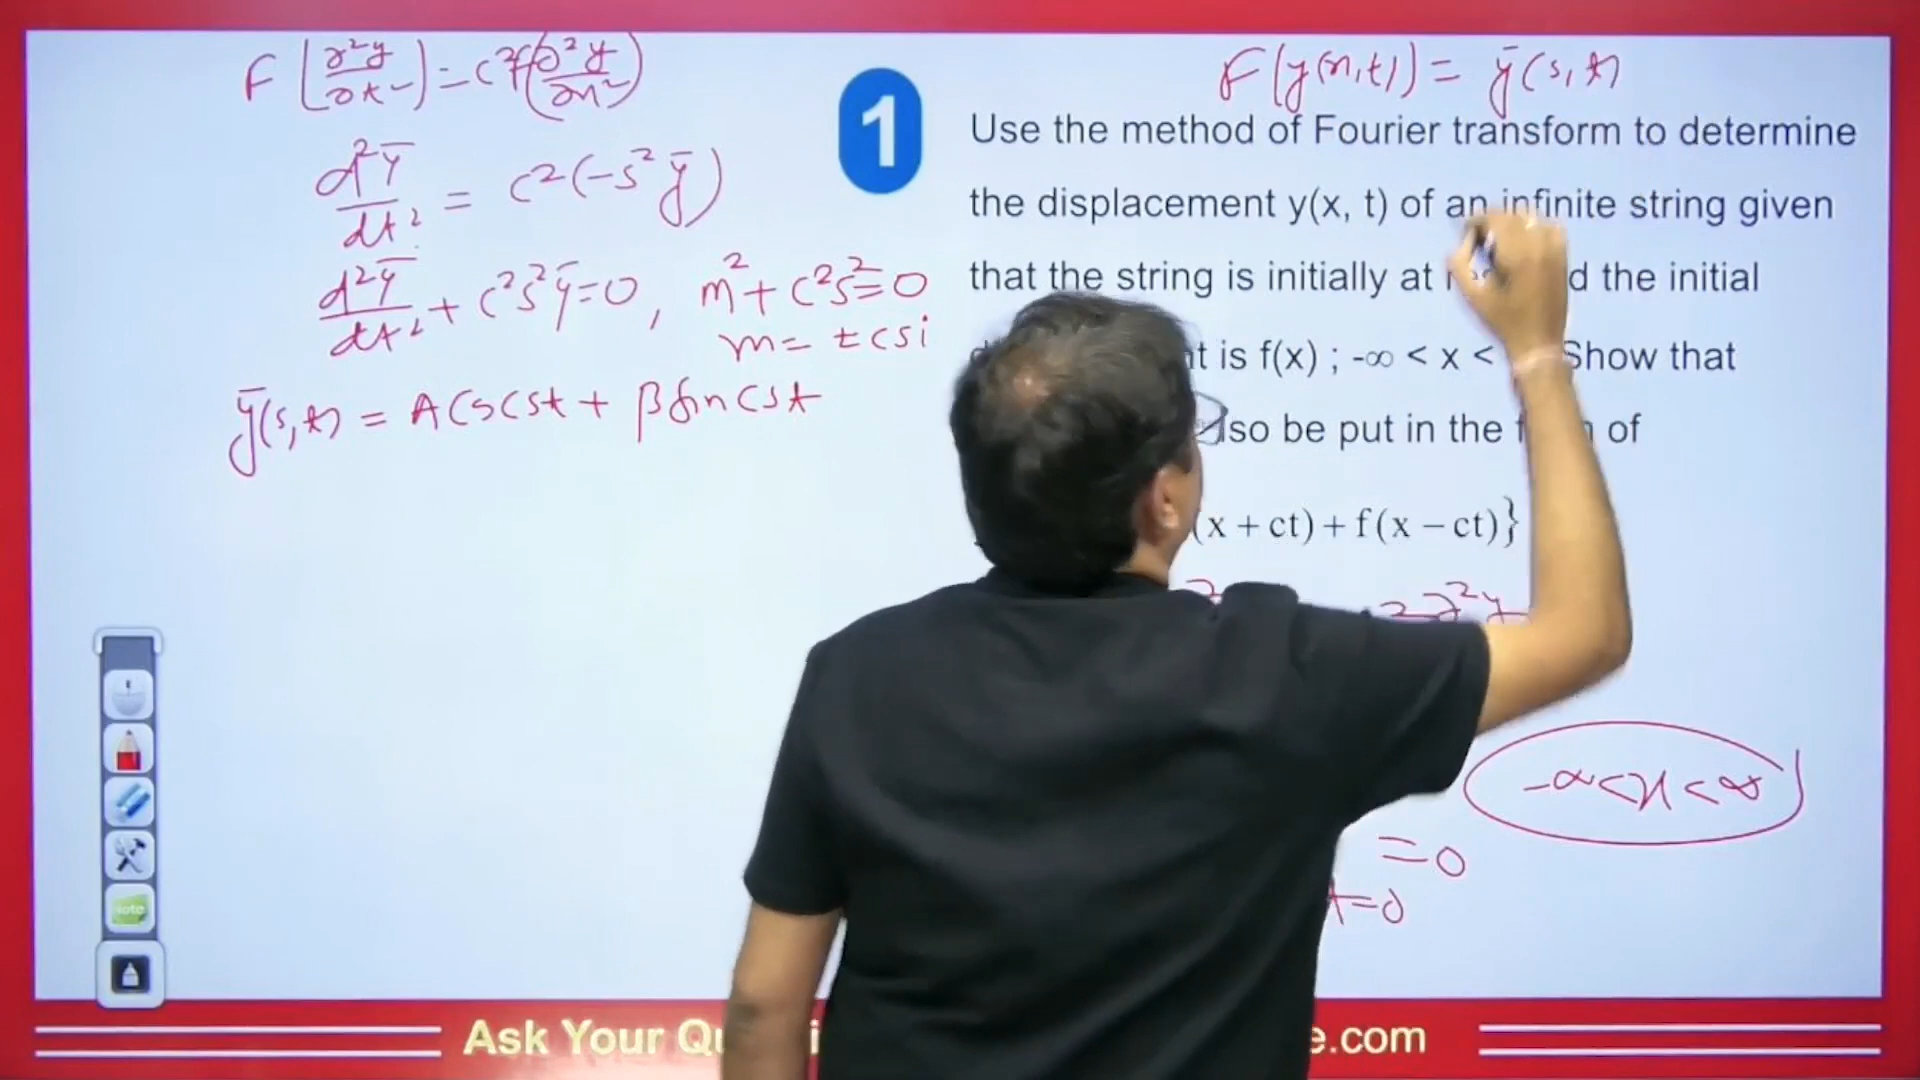 F[∂²y/∂t²] = c²F(∂²y/∂x²)
d²ȳ/dt² = c²(-s²ȳ)
d²ȳ/dt² + c²s²ȳ=0, m²+c²s²=0
m= ±csi
ȳ(s,t) = A cos cst + B sin cst
F(y(x,t)) = ȳ(s,t)
1
Use the method of Fourier transform to determine
the displacement y(x, t) of an infinite string given
that the string is initially at the initial
is f(x) ; -∞ < x < Show that
be put in the of
(x + ct) + f (x − ct)}
∂²y
-∞<x<∞
=0
t=0
Ask Your
e.com
note